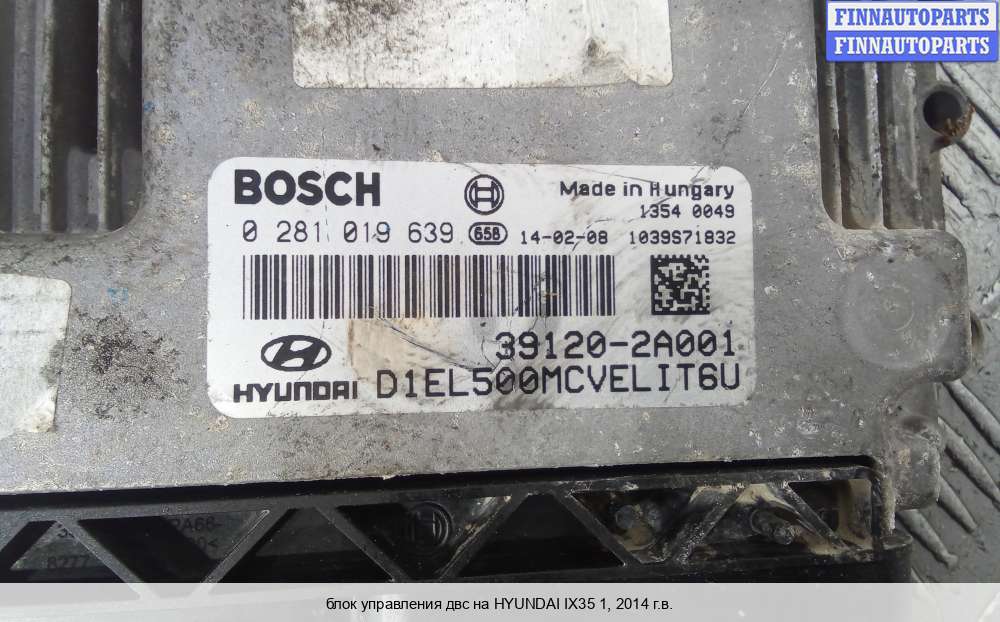 FINNAUTOPARTS
FINNAUTOPARTS
BOSCH
Made in Hungary
1354 0049
0 281 019 639 658 14-02-08 1039S71832
39120-2A001
HYUNDAI D1EL500MCVELIT6U
блок управления двс на HYUNDAI IX35 1, 2014 г.в.